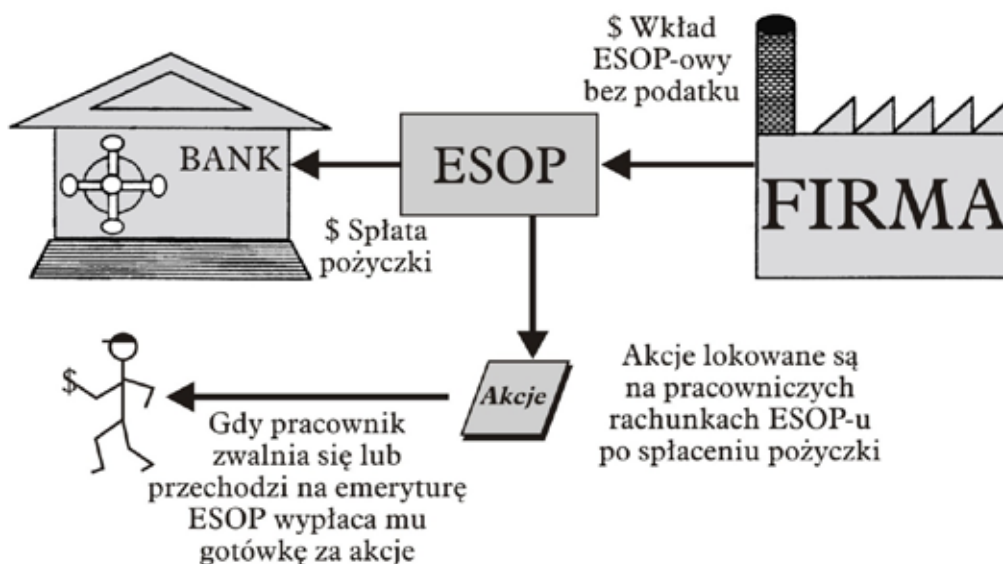 $ Wkład
ESOP-owy
bez podatku
BANK
ESOP
FIRMA
$ Spłata
pożyczki
$
Akcje
Akcje lokowane są
na pracowniczych
rachunkach ESOP-u
po spłaceniu pożyczki
Gdy pracownik
zwalnia się lub
przechodzi na emeryturę
ESOP wypłaca mu
gotówkę za akcje